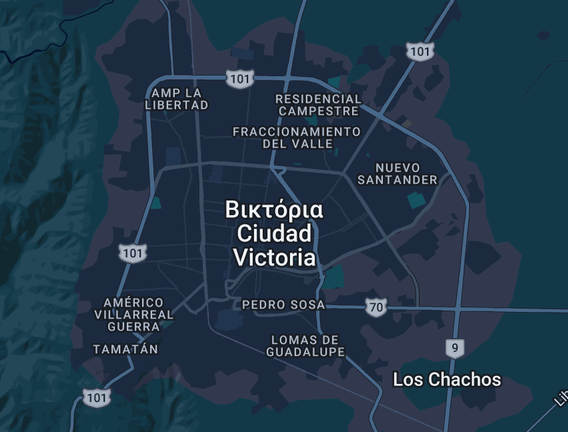 101
101
AMP LA
LIBERTAD
RESIDENCIAL
CAMPESTRE
FRACCIONAMIENTO
DEL VALLE
NUEVO
SANTANDER
Βικτόρια
Ciudad
Victoria
101
AMÉRICO
VILLARREAL
GUERRA
PEDRO SOSA
70
TAMATÁN
LOMAS DE
GUADALUPE
9
Los Chachos
101